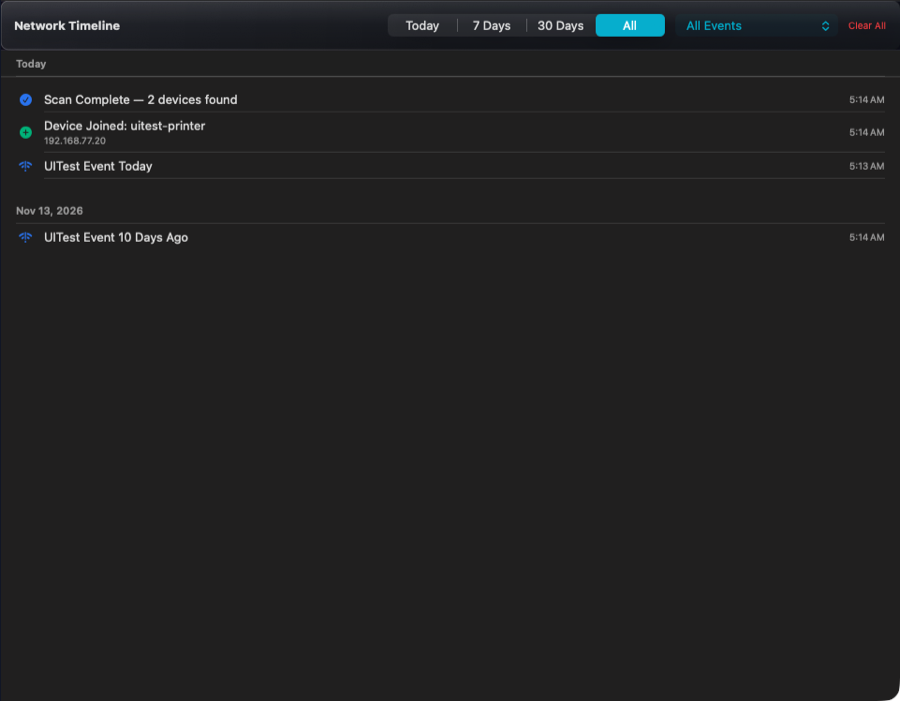 Network Timeline
Today 7 Days 30 Days All All Events Clear All
Today
Scan Complete — 2 devices found 5:14 AM
Device Joined: uitest-printer 5:14 AM
192.168.77.20
UITest Event Today 5:13 AM
Nov 13, 2026
UITest Event 10 Days Ago 5:14 AM